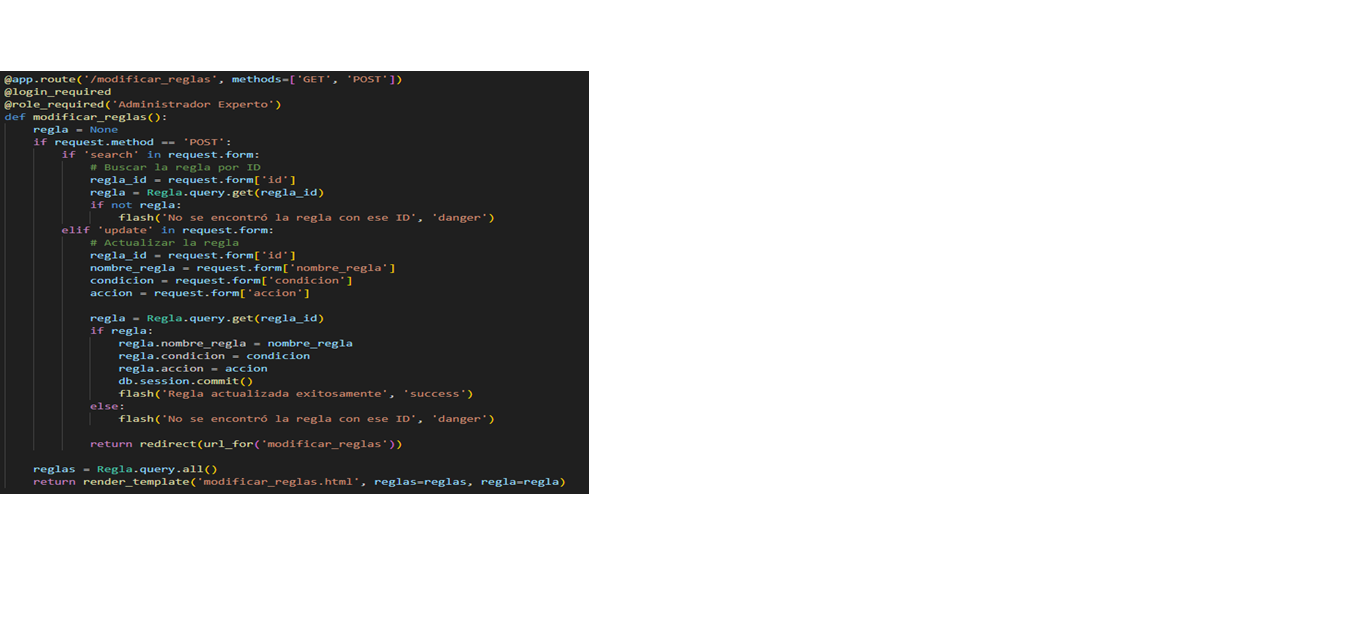 @app.route('/modificar_reglas', methods=['GET', 'POST'])
@login_required
@role_required('Administrador Experto')
def modificar_reglas():
    regla = None
    if request.method == 'POST':
        if 'search' in request.form:
            # Buscar la regla por ID
            regla_id = request.form['id']
            regla = Regla.query.get(regla_id)
            if not regla:
                flash('No se encontró la regla con ese ID', 'danger')
        elif 'update' in request.form:
            # Actualizar la regla
            regla_id = request.form['id']
            nombre_regla = request.form['nombre_regla']
            condicion = request.form['condicion']
            accion = request.form['accion']

            regla = Regla.query.get(regla_id)
            if regla:
                regla.nombre_regla = nombre_regla
                regla.condicion = condicion
                regla.accion = accion
                db.session.commit()
                flash('Regla actualizada exitosamente', 'success')
            else:
                flash('No se encontró la regla con ese ID', 'danger')

            return redirect(url_for('modificar_reglas'))

    reglas = Regla.query.all()
    return render_template('modificar_reglas.html', reglas=reglas, regla=regla)